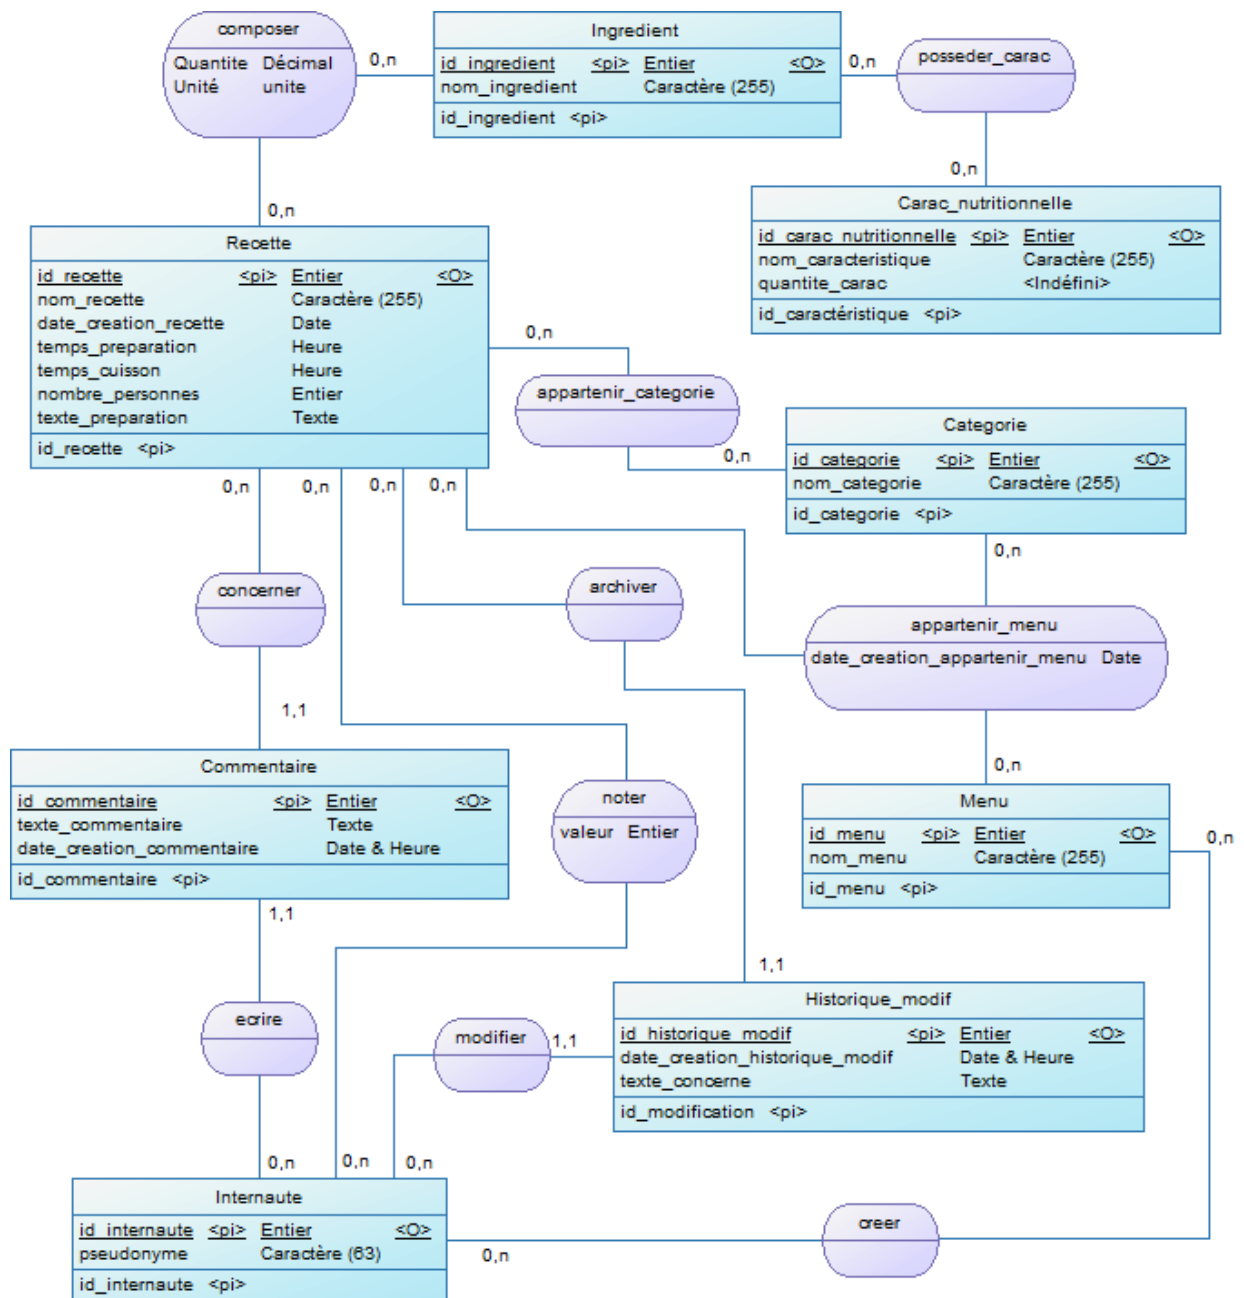 composer
Quantite Décimal
Unité unite
0,n
Ingredient
id_ingredient <pi> Entier <O>
nom_ingredient Caractère (255)
id_ingredient <pi>
0,n
posseder_carac
0,n
Carac_nutritionnelle
id_carac_nutritionnelle <pi> Entier <O>
nom_caracteristique Caractère (255)
quantite_carac <Indéfini>
id_caractéristique <pi>
0,n
Recette
id_recette <pi> Entier <O>
nom_recette Caractère (255)
date_creation_recette Date
temps_preparation Heure
temps_cuisson Heure
nombre_personnes Entier
texte_preparation Texte
id_recette <pi>
0,n
appartenir_categorie
0,n
Categorie
id_categorie <pi> Entier <O>
nom_categorie Caractère (255)
id_categorie <pi>
0,n
0,n 0,n 0,n 0,n
concerner
archiver
appartenir_menu
date_creation_appartenir_menu Date
1,1
0,n
Commentaire
id_commentaire <pi> Entier <O>
texte_commentaire Texte
date_creation_commentaire Date & Heure
id_commentaire <pi>
noter
valeur Entier
Menu
id_menu <pi> Entier <O>
nom_menu Caractère (255)
id_menu <pi>
0,n
1,1
1,1
ecrire
modifier
1,1
Historique_modif
id_historique_modif <pi> Entier <O>
date_creation_historique_modif Date & Heure
texte_concerne Texte
id_modification <pi>
0,n 0,n 0,n
Internaute
id_internaute <pi> Entier <O>
pseudonyme Caractère (63)
id_internaute <pi>
0,n
creer